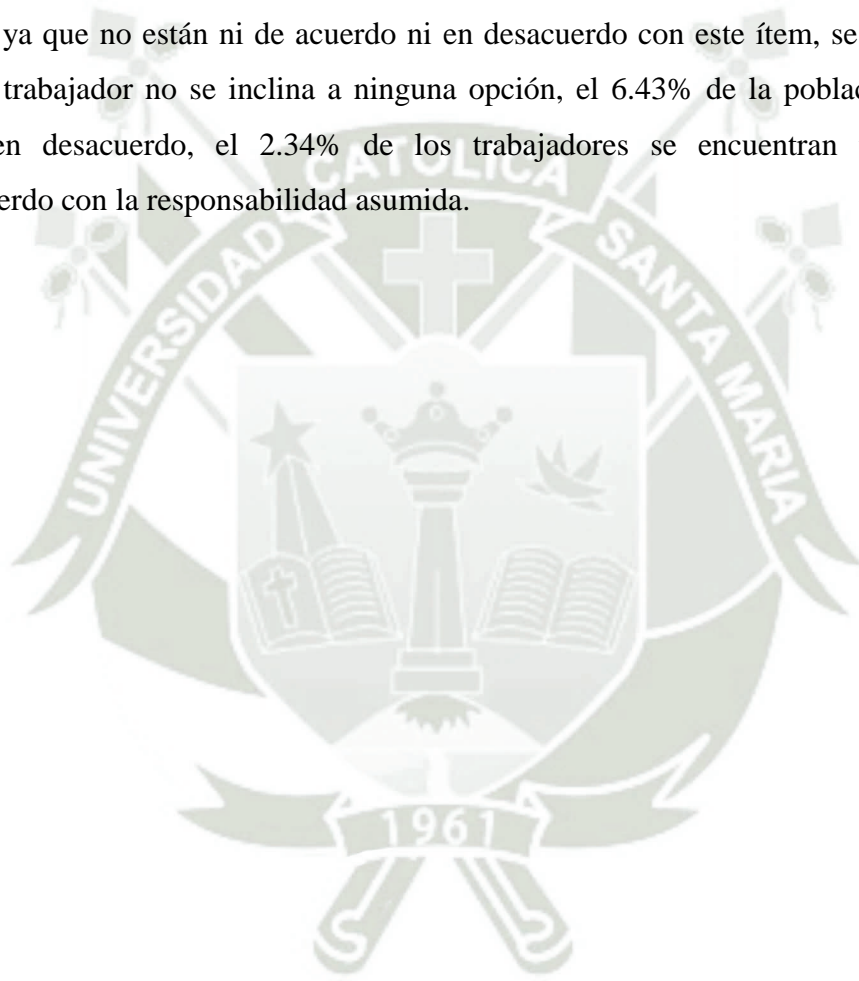 ya que no están ni de acuerdo ni en desacuerdo con este ítem, se
trabajador no se inclina a ninguna opción, el 6.43% de la poblac
en desacuerdo, el 2.34% de los trabajadores se encuentran
erdo con la responsabilidad asumida.
UNIVERSIDAD CATOLICA SANTA MARIA
1961